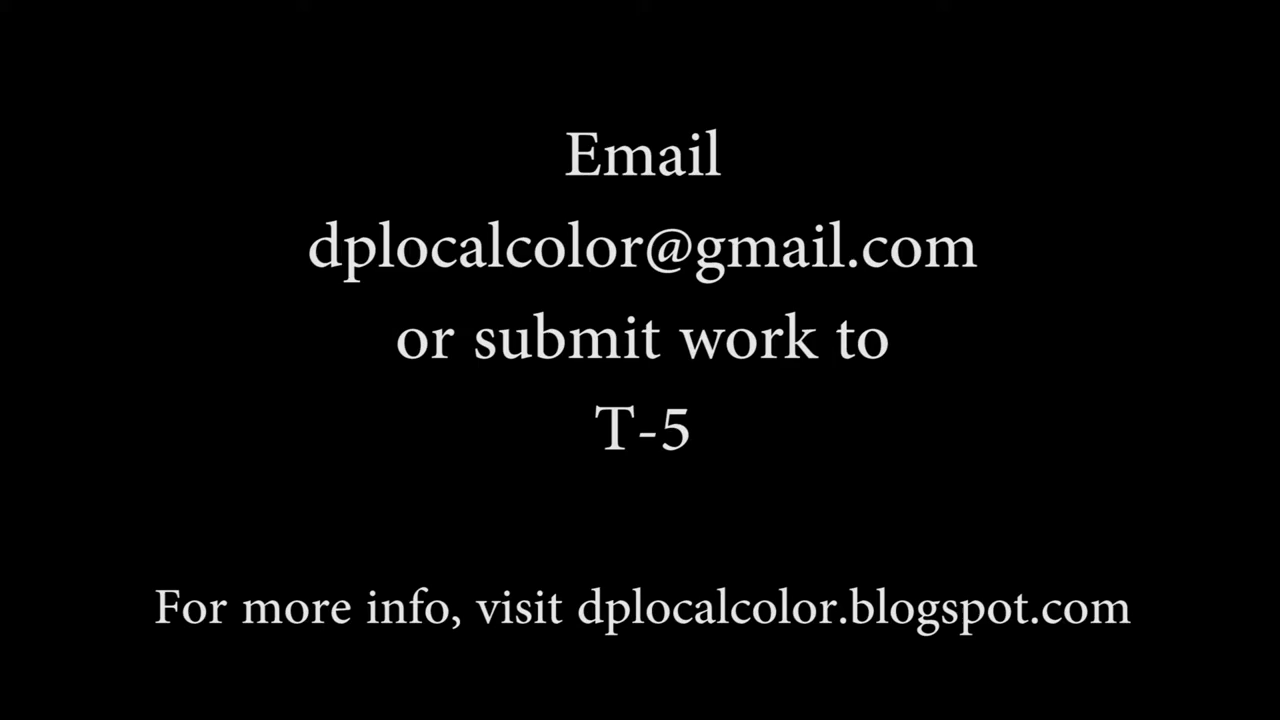 Email
dplocalcolor@gmail.com
or submit work to
T-5
For more info, visit dplocalcolor.blogspot.com